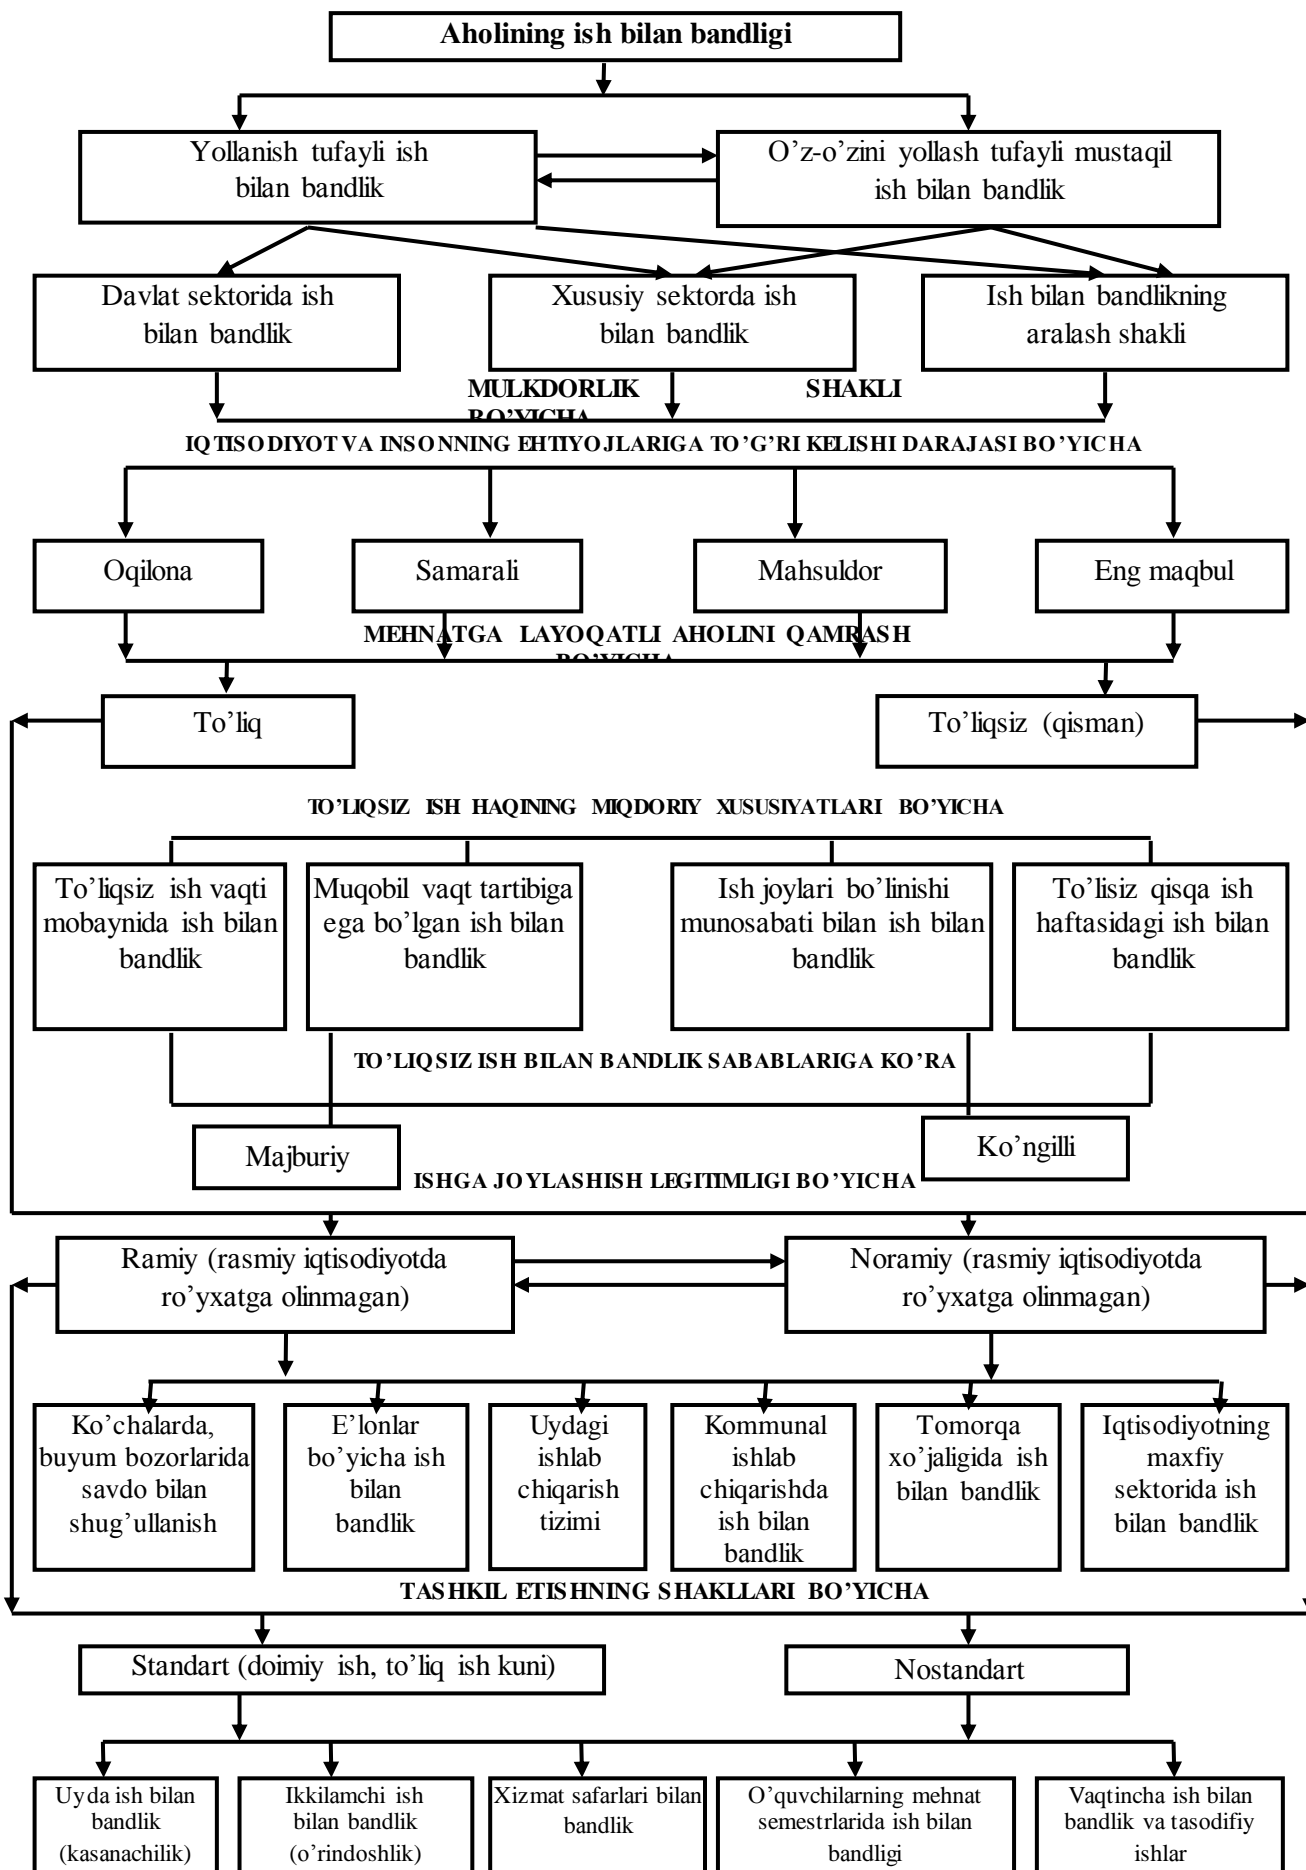 Aholining ish bilan bandligi
Yollanish tufayli ish
bilan bandlik
O’z-o’zini yollash tufayli mustaqil
ish bilan bandlik
Davlat sektorida ish
bilan bandlik
Xususiy sektorda ish
bilan bandlik
Ish bilan bandlikning
aralash shakli
MULKDORLIK SHAKLI
BO’YICHA
IQTISODIYOT VA INSONNING EHTIYOJLARIGA TO’G’RI KELISHI DARAJASI BO’YICHA
Oqilona
Samarali
Mahsuldor
Eng maqbul
MEHNATGA LAYOQATLI AHOLINI QAMRASH
BO’YICHA
To’liq
To’liqsiz (qisman)
TO’LIQSIZ ISH HAQINING MIQDORIY XUSUSIYATLARI BO’YICHA
To’liqsiz ish vaqti
mobaynida ish bilan
bandlik
Muqobil vaqt tartibiga
ega bo’lgan ish bilan
bandlik
Ish joylari bo’linishi
munosabati bilan ish bilan
bandlik
To’lisiz qisqa ish
haftasidagi ish bilan
bandlik
TO’LIQSIZ ISH BILAN BANDLIK SABABLARIGA KO’RA
Majburiy
Ko’ngilli
ISHGA JOYLASHISH LEGITIMLIGI BO’YICHA
Ramiy (rasmiy iqtisodiyotda
ro’yxatga olinmagan)
Noramiy (rasmiy iqtisodiyotda
ro’yxatga olinmagan)
Ko’chalarda,
buyum bozorlarida
savdo bilan
shug’ullanish
E’lonlar
bo’yicha ish
bilan
bandlik
Uydagi
ishlab
chiqarish
tizimi
Kommunal
ishlab
chiqarishda
ish bilan
bandlik
Tomorqa
xo’jaligida ish
bilan bandlik
Iqtisodiyotning
maxfiy
sektorida ish
bilan bandlik
TASHKIL ETISHNING SHAKLLARI BO’YICHA
Standart (doimiy ish, to’liq ish kuni)
Nostandart
Uyda ish bilan
bandlik
(kasanachilik)
Ikkilamchi ish
bilan bandlik
(o’rindoshlik)
Xizmat safarlari bilan
bandlik
O’quvchilarning mehnat
semestrlarida ish bilan
bandligi
Vaqtincha ish bilan
bandlik va tasodifiy
ishlar